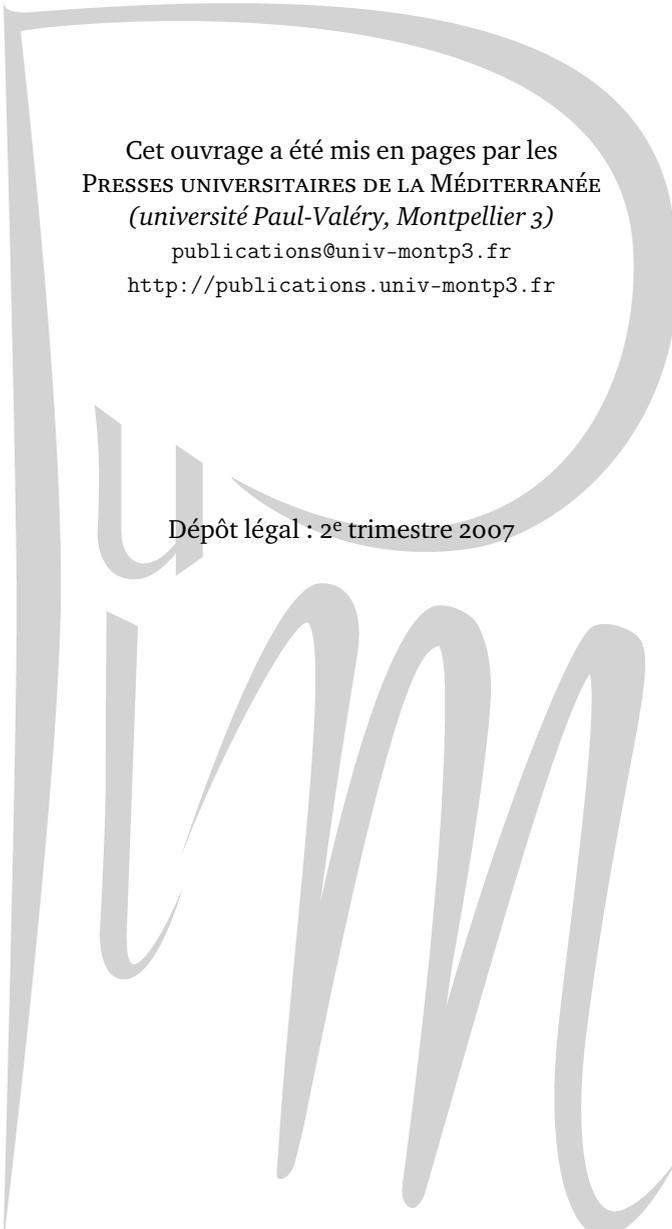 Cet ouvrage a été mis en pages par les
PRESSES UNIVERSITAIRES DE LA MÉDITERRANÉE
(université Paul-Valéry, Montpellier 3)
publications@univ-montp3.fr
http://publications.univ-montp3.fr
Dépôt légal : 2e trimestre 2007
Pulm